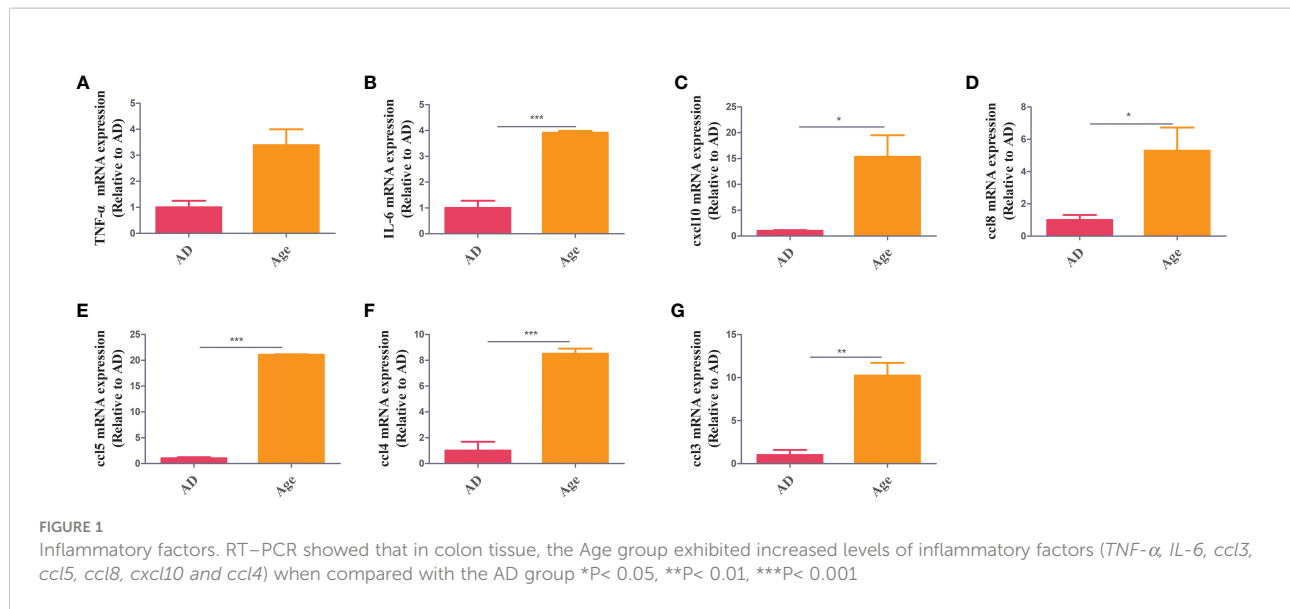 A
TNF-α mRNA expression
(Relative to AD)
5
4
3
2
1
0
AD
Age
B
IL-6 mRNA expression
(Relative to AD)
5
4
3
2
1
0
***
AD
Age
C
cxcl10 mRNA expression
(Relative to AD)
25
20
15
10
5
0
*
AD
Age
D
ccl8 mRNA expression
(Relative to AD)
8
6
4
2
0
*
AD
Age
E
ccl5 mRNA expression
(Relative to AD)
25
20
15
10
5
0
***
AD
Age
F
ccl4 mRNA expression
(Relative to AD)
10
8
6
4
2
0
***
AD
Age
G
ccl3 mRNA expression
(Relative to AD)
15
10
5
0
**
AD
Age
FIGURE 1
Inflammatory factors. RT–PCR showed that in colon tissue, the Age group exhibited increased levels of inflammatory factors (TNF-α, IL-6, ccl3,
ccl5, ccl8, cxcl10 and ccl4) when compared with the AD group *P< 0.05, **P< 0.01, ***P< 0.001